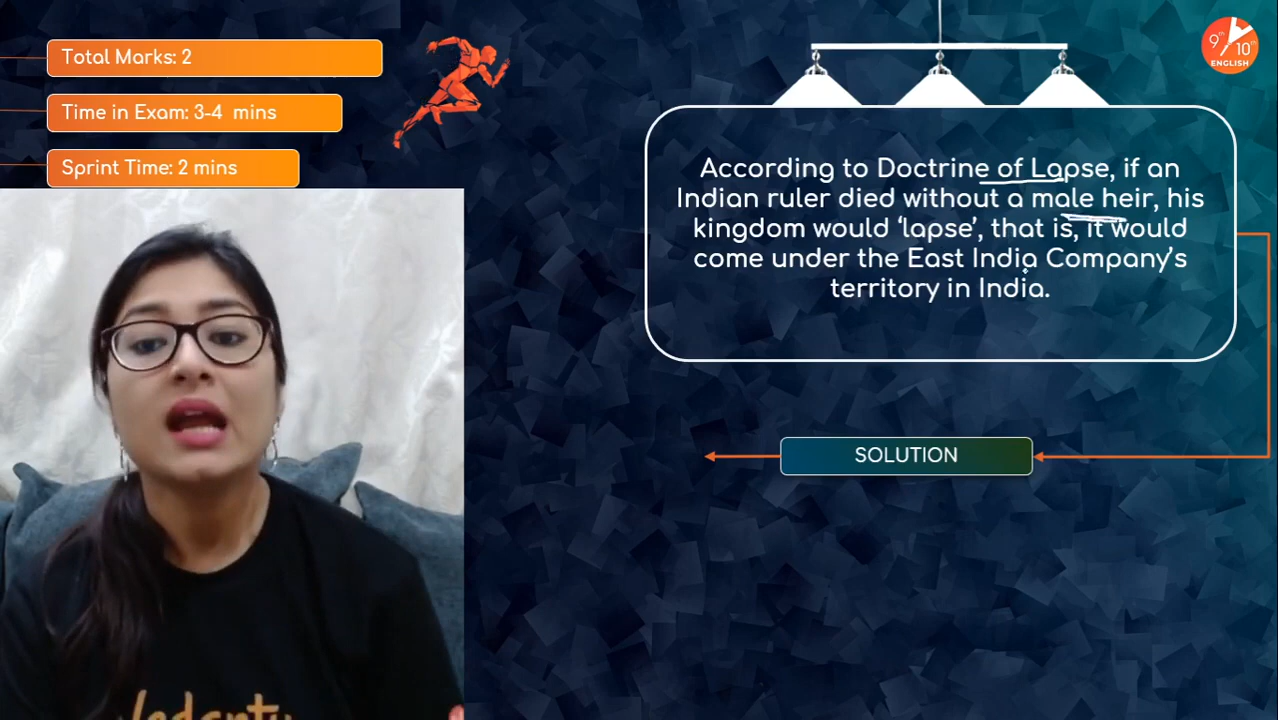 Total Marks: 2
Time in Exam: 3-4 mins
Sprint Time: 2 mins
9th
10th
ENGLISH
According to Doctrine of Lapse, if an
Indian ruler died without a male heir, his
kingdom would ‘lapse’, that is, it would
come under the East India Company’s
territory in India.
SOLUTION